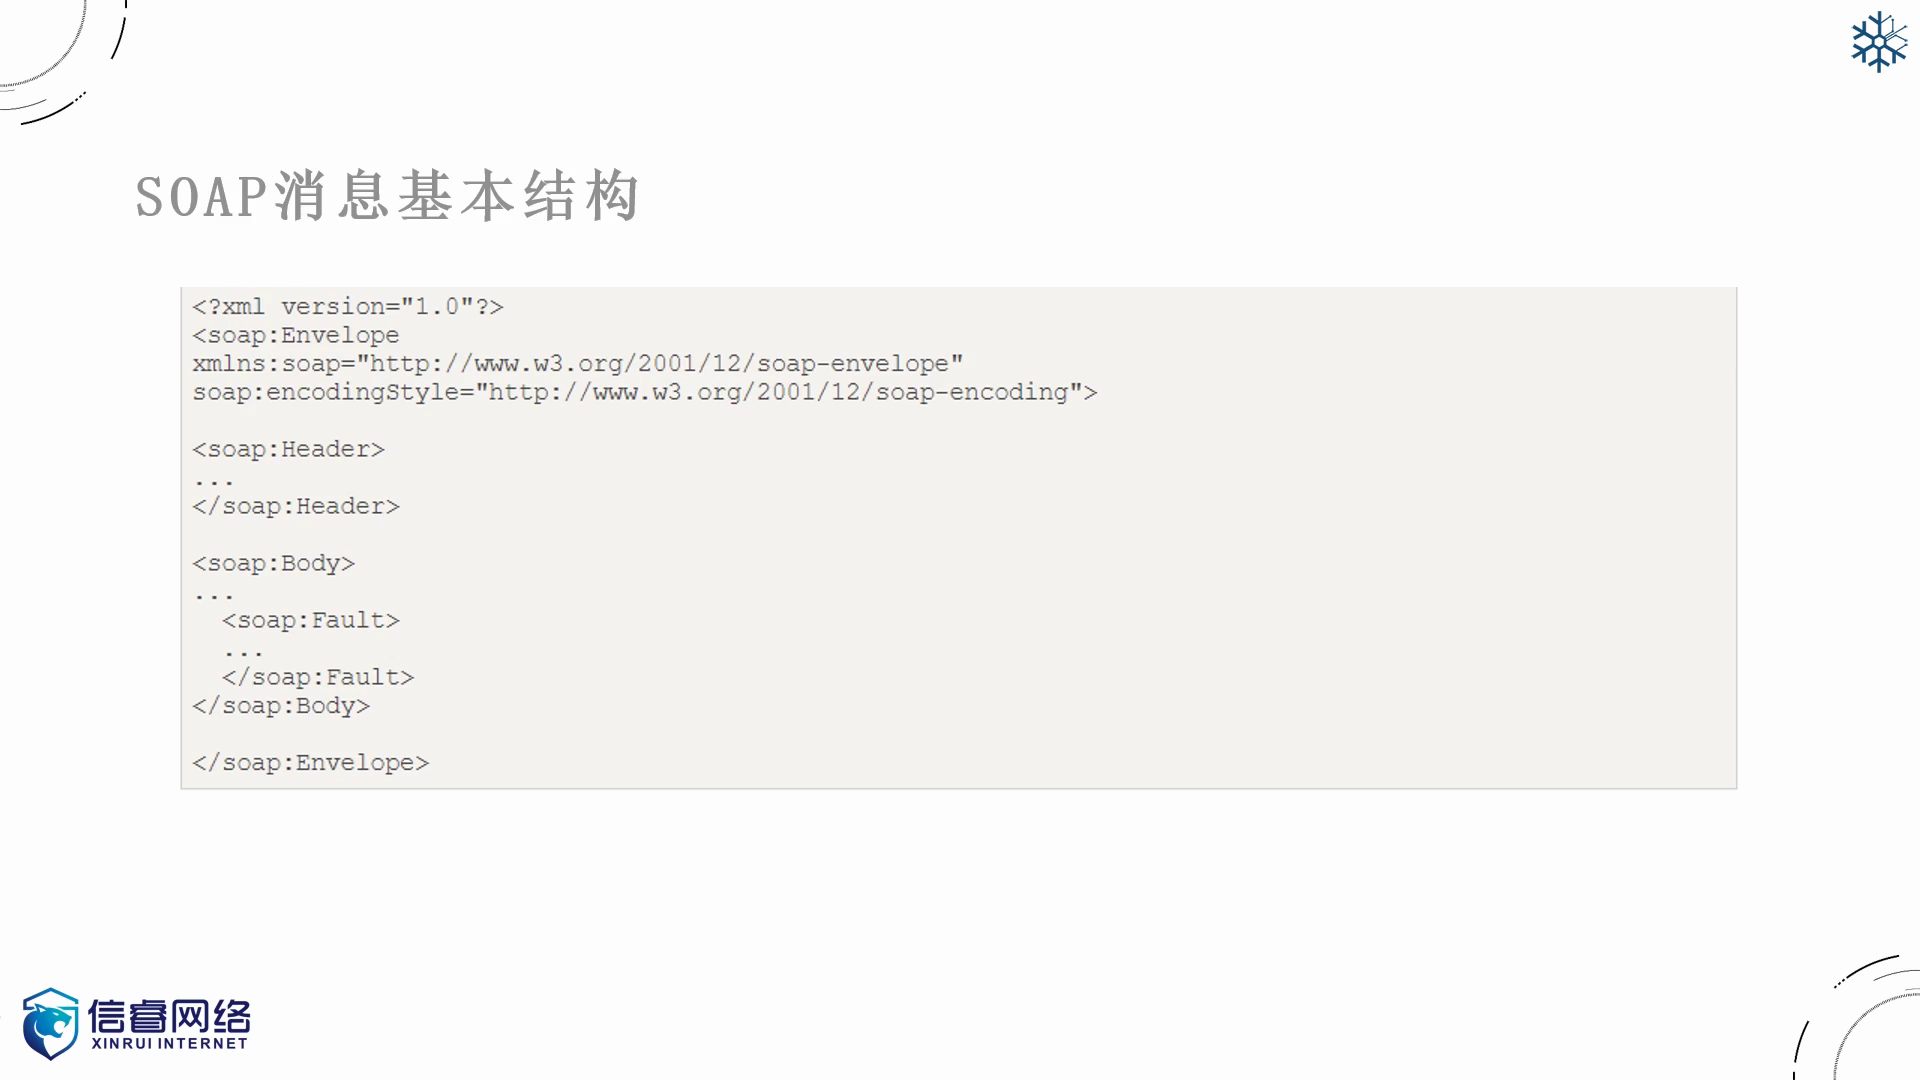 SOAP消息基本结构
<?xml version="1.0"?>
<soap:Envelope
xmlns:soap="http://www.w3.org/2001/12/soap-envelope"
soap:encodingStyle="http://www.w3.org/2001/12/soap-encoding">
<soap:Header>
...
</soap:Header>
<soap:Body>
...
  <soap:Fault>
  ...
  </soap:Fault>
</soap:Body>
</soap:Envelope>
信睿网络
XINRUI INTERNET